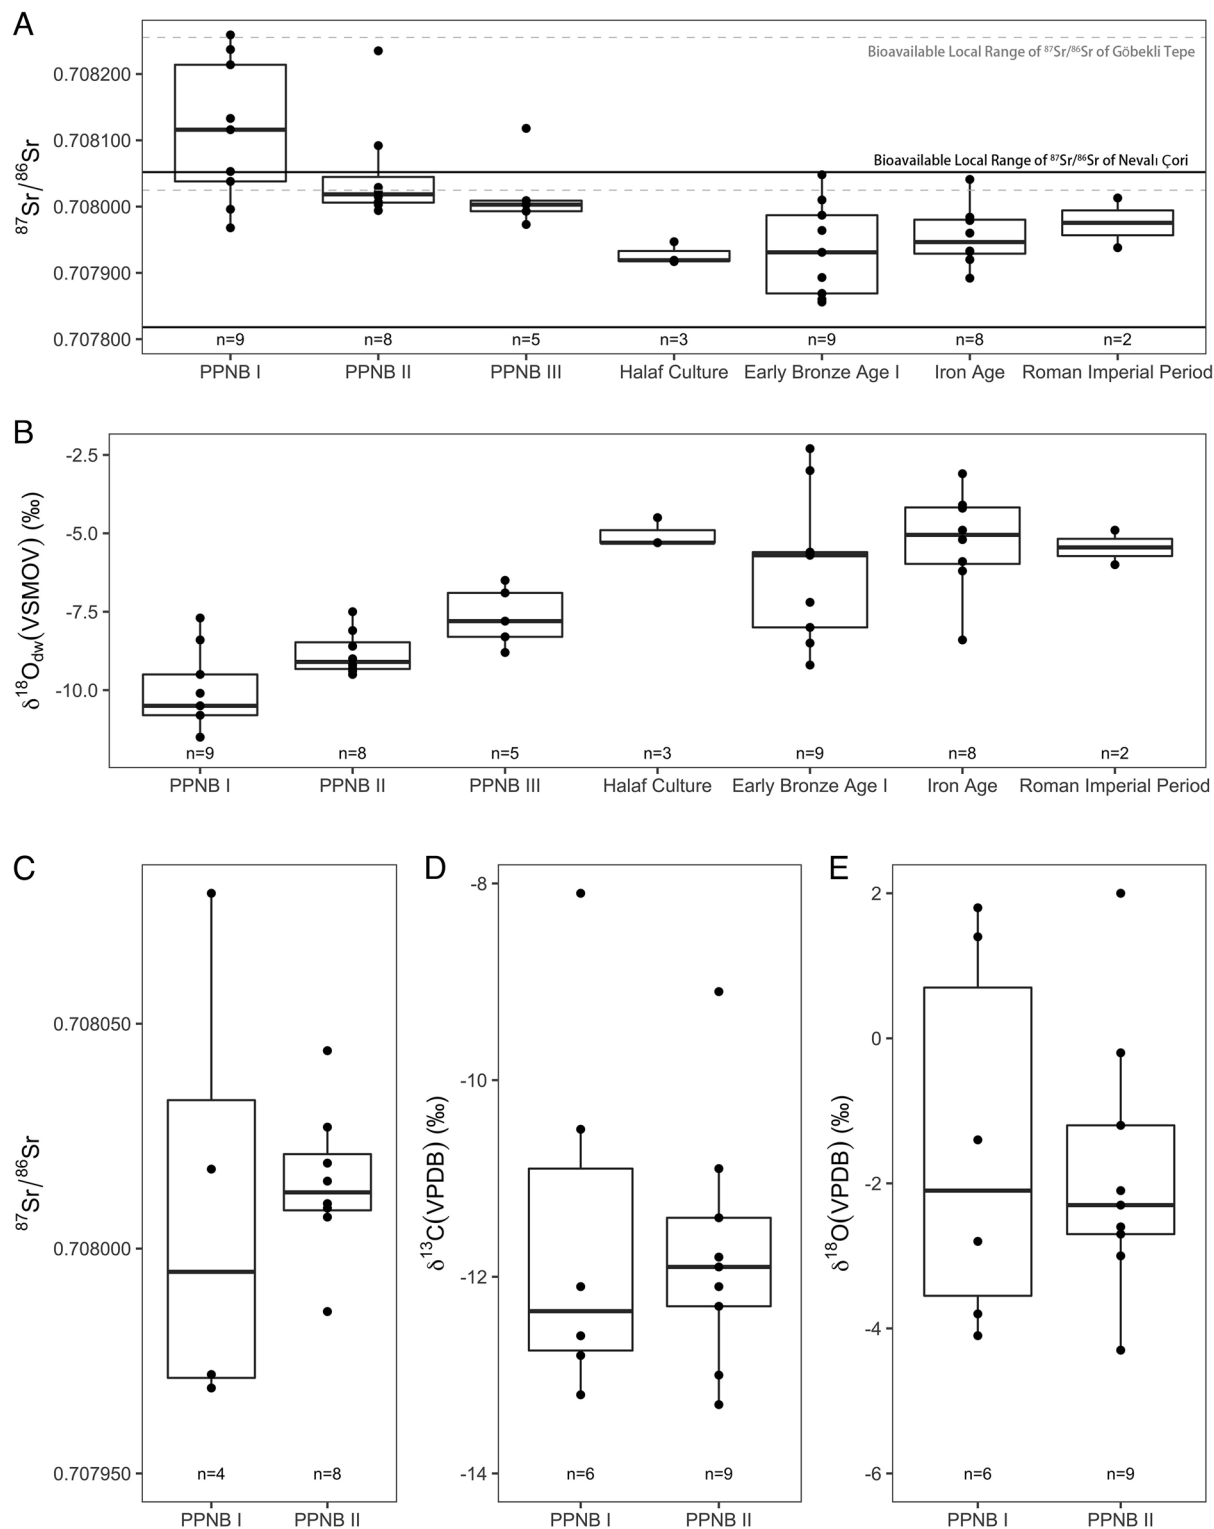 A
⁸⁷Sr/⁸⁶Sr
0.708200
0.708100
0.708000
0.707900
0.707800
Bioavailable Local Range of ⁸⁷Sr/⁸⁶Sr of Göbekli Tepe
Bioavailable Local Range of ⁸⁷Sr/⁸⁶Sr of Nevalı Çori
n=9 n=8 n=5 n=3 n=9 n=8 n=2
PPNB I PPNB II PPNB III Halaf Culture Early Bronze Age I Iron Age Roman Imperial Period
B
δ¹⁸O_dw(VSMOV) (‰)
-2.5
-5.0
-7.5
-10.0
n=9 n=8 n=5 n=3 n=9 n=8 n=2
PPNB I PPNB II PPNB III Halaf Culture Early Bronze Age I Iron Age Roman Imperial Period
C
⁸⁷Sr/⁸⁶Sr
0.708050
0.708000
0.707950
n=4 n=8
PPNB I PPNB II
D
δ¹³C(VPDB) (‰)
-8
-10
-12
-14
n=6 n=9
PPNB I PPNB II
E
δ¹⁸O(VPDB) (‰)
2
0
-2
-4
-6
n=6 n=9
PPNB I PPNB II